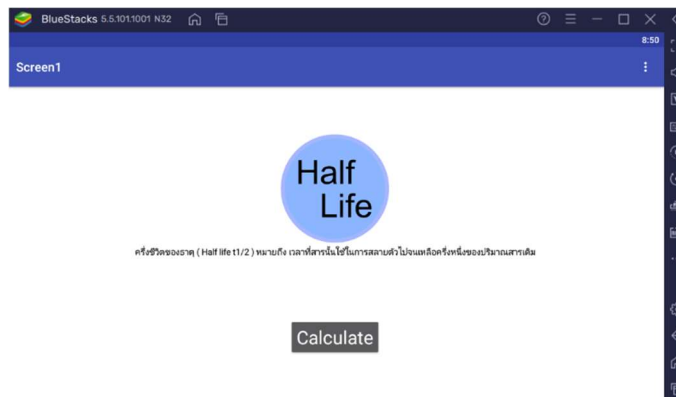 BlueStacks 5.5.101.1001 N32
8:50
Screen1
Half
Life
ครึ่งชีวิตของธาตุ ( Half life t1/2 ) หมายถึง เวลาที่สารนั้นใช้ในการสลายตัวไปจนเหลือครึ่งหนึ่งของปริมาณสารเดิม
Calculate